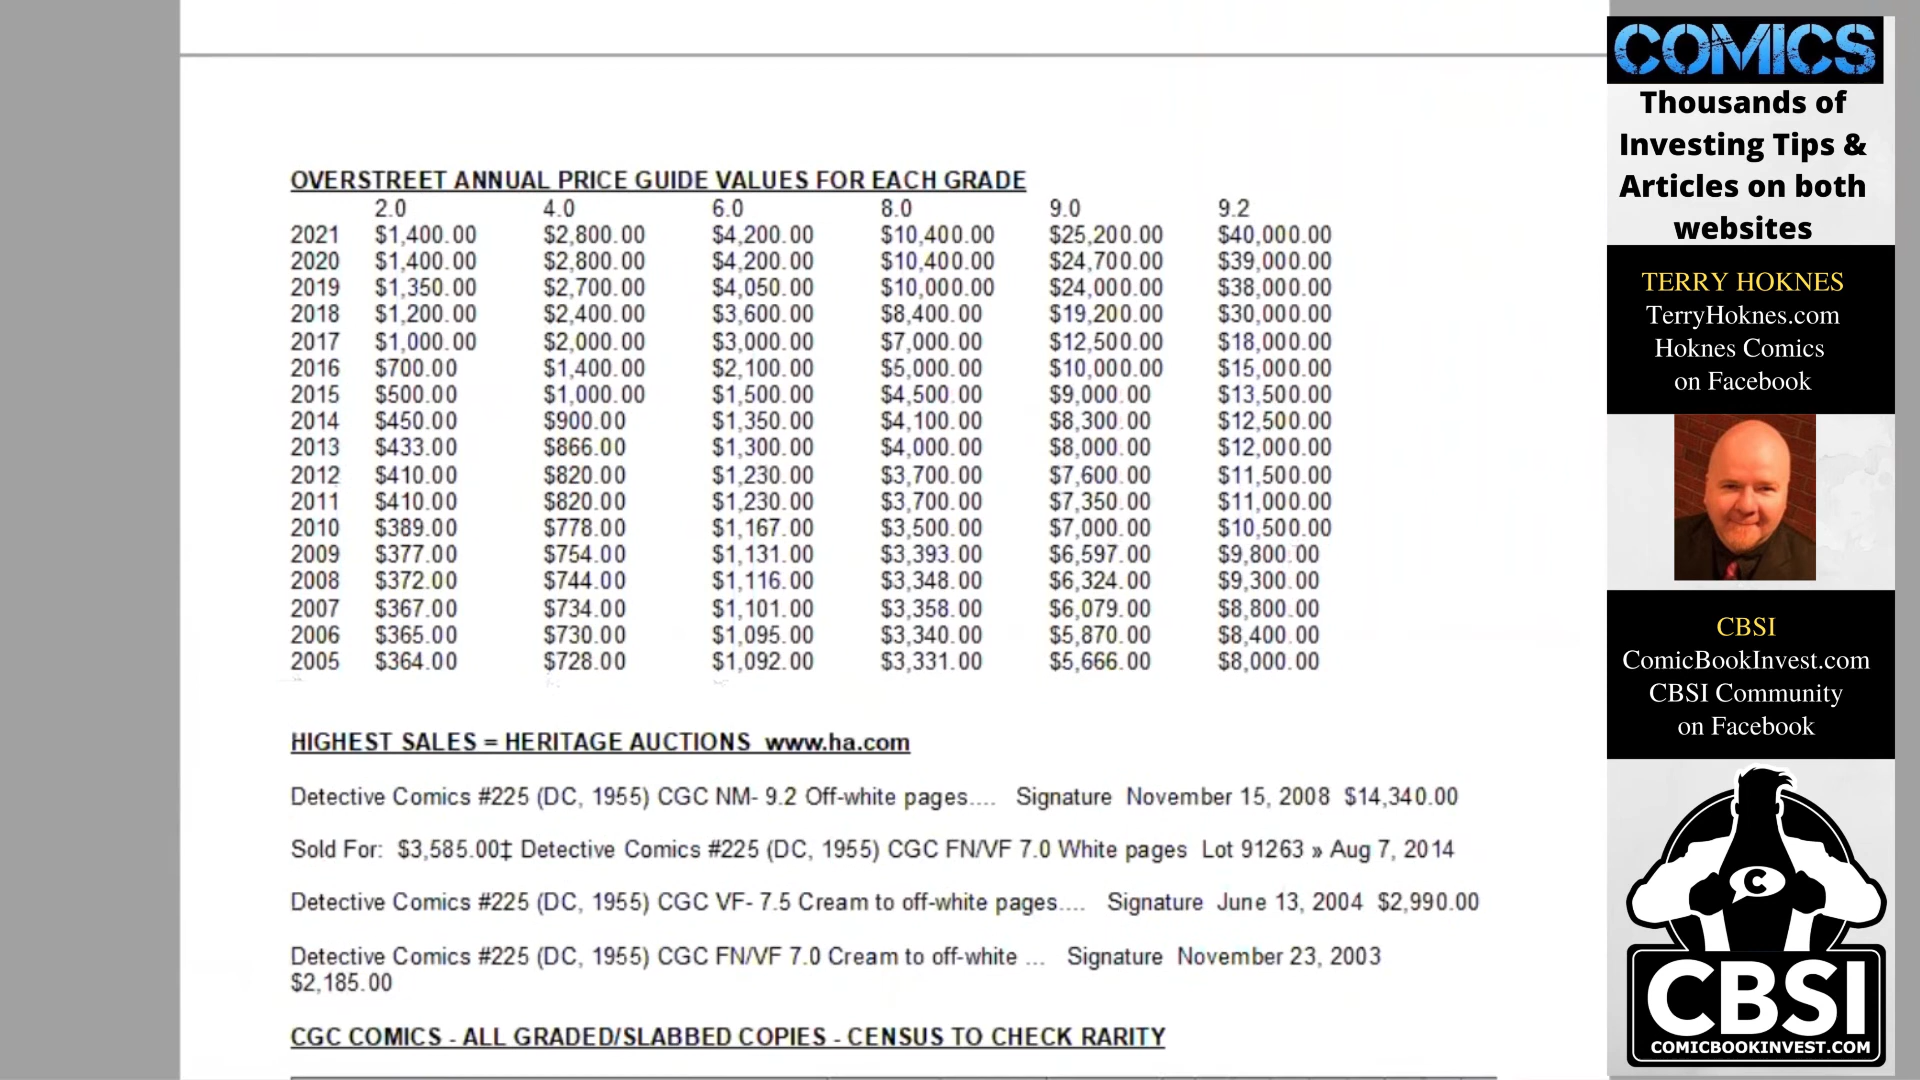 OVERSTREET ANNUAL PRICE GUIDE VALUES FOR EACH GRADE
2.0 4.0 6.0 8.0 9.0 9.2
2021 $1,400.00 $2,800.00 $4,200.00 $10,400.00 $25,200.00 $40,000.00
2020 $1,400.00 $2,800.00 $4,200.00 $10,400.00 $24,700.00 $39,000.00
2019 $1,350.00 $2,700.00 $4,050.00 $10,000.00 $24,000.00 $38,000.00
2018 $1,200.00 $2,400.00 $3,600.00 $8,400.00 $19,200.00 $30,000.00
2017 $1,000.00 $2,000.00 $3,000.00 $7,000.00 $12,500.00 $18,000.00
2016 $700.00 $1,400.00 $2,100.00 $5,000.00 $10,000.00 $15,000.00
2015 $500.00 $1,000.00 $1,500.00 $4,500.00 $9,000.00 $13,500.00
2014 $450.00 $900.00 $1,350.00 $4,100.00 $8,300.00 $12,500.00
2013 $433.00 $866.00 $1,300.00 $4,000.00 $8,000.00 $12,000.00
2012 $410.00 $820.00 $1,230.00 $3,700.00 $7,600.00 $11,500.00
2011 $410.00 $820.00 $1,230.00 $3,700.00 $7,350.00 $11,000.00
2010 $389.00 $778.00 $1,167.00 $3,500.00 $7,000.00 $10,500.00
2009 $377.00 $754.00 $1,131.00 $3,393.00 $6,597.00 $9,800.00
2008 $372.00 $744.00 $1,116.00 $3,348.00 $6,324.00 $9,300.00
2007 $367.00 $734.00 $1,101.00 $3,358.00 $6,079.00 $8,800.00
2006 $365.00 $730.00 $1,095.00 $3,340.00 $5,870.00 $8,400.00
2005 $364.00 $728.00 $1,092.00 $3,331.00 $5,666.00 $8,000.00
HIGHEST SALES = HERITAGE AUCTIONS www.ha.com
Detective Comics #225 (DC, 1955) CGC NM- 9.2 Off-white pages.... Signature November 15, 2008 $14,340.00
Sold For: $3,585.00‡ Detective Comics #225 (DC, 1955) CGC FN/VF 7.0 White pages Lot 91263 » Aug 7, 2014
Detective Comics #225 (DC, 1955) CGC VF- 7.5 Cream to off-white pages.... Signature June 13, 2004 $2,990.00
Detective Comics #225 (DC, 1955) CGC FN/VF 7.0 Cream to off-white ... Signature November 23, 2003
$2,185.00
CGC COMICS - ALL GRADED/SLABBED COPIES - CENSUS TO CHECK RARITY
COMICS
Thousands of
Investing Tips &
Articles on both
websites
TERRY HOKNES
TerryHoknes.com
Hoknes Comics
on Facebook
CBSI
ComicBookInvest.com
CBSI Community
on Facebook
C
CBSI
COMICBOOKINVEST.COM